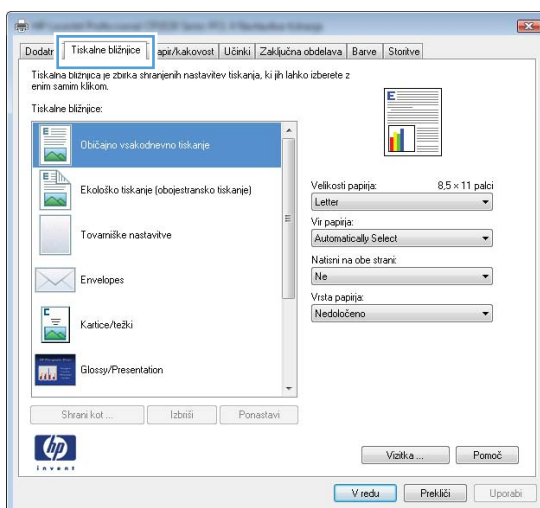 Dodatr
Tiskalne bližnjice
apir/kakovost
Učinki
Zaključna obdelava
Barve
Storitve
Tiskalna bližnjica je zbirka shranjenih nastavitev tiskanja, ki jih lahko izberete z
enim samim klikom.
Tiskalne bližnjice:
Običajno vsakodnevno tiskanje
Ekološko tiskanje (obojestransko tiskanje)
Tovarniške nastavitve
Envelopes
Kartice/težki
Glossy/Presentation
Shrani kot ...
Izbriši
Ponastavi
E
Velikosti papirja:
8,5 × 11 palci
Letter
Vir papirja:
Automatically Select
Natisni na obe strani:
Ne
Vrsta papirja:
Nedoločeno
hp
invent
Vizitka ...
Pomoč
V redu
Prekliči
Uporabi